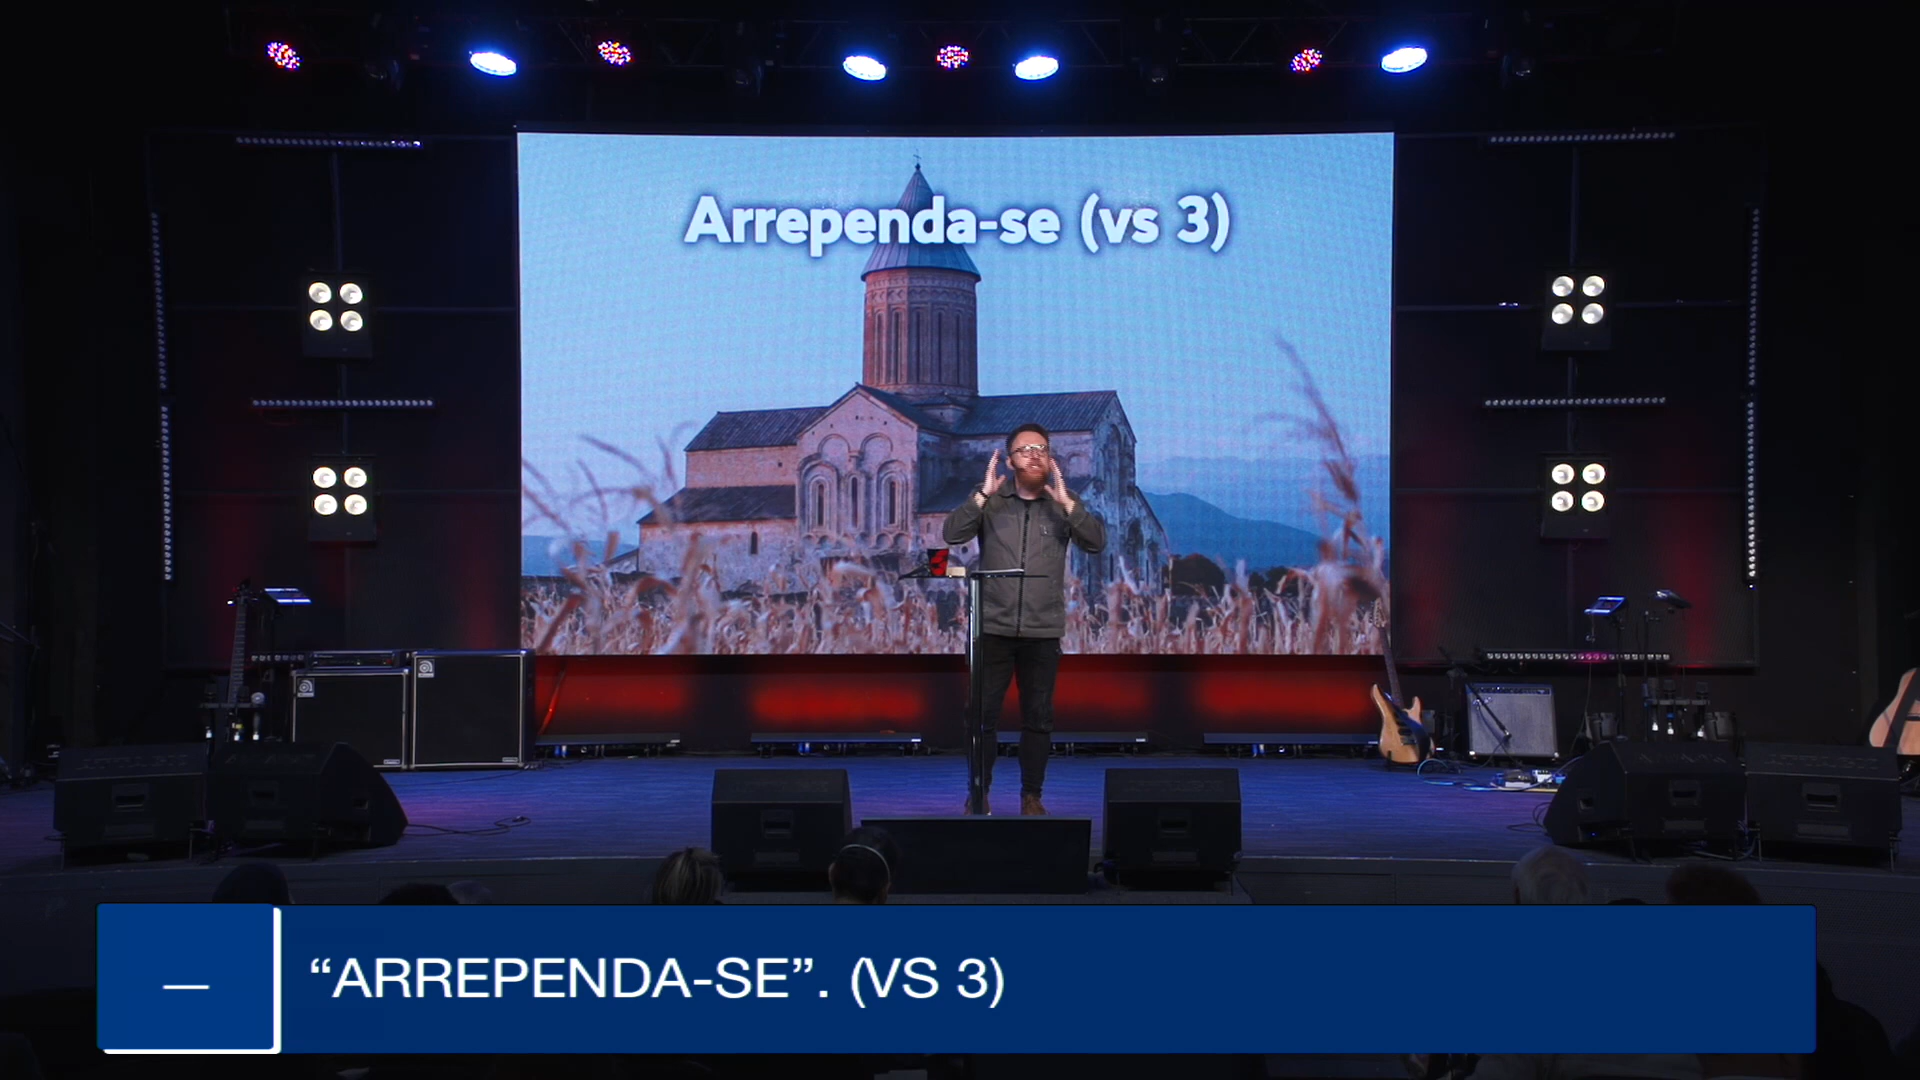 Arrependa-se (vs 3)
— “ARREPENDA-SE”. (VS 3)